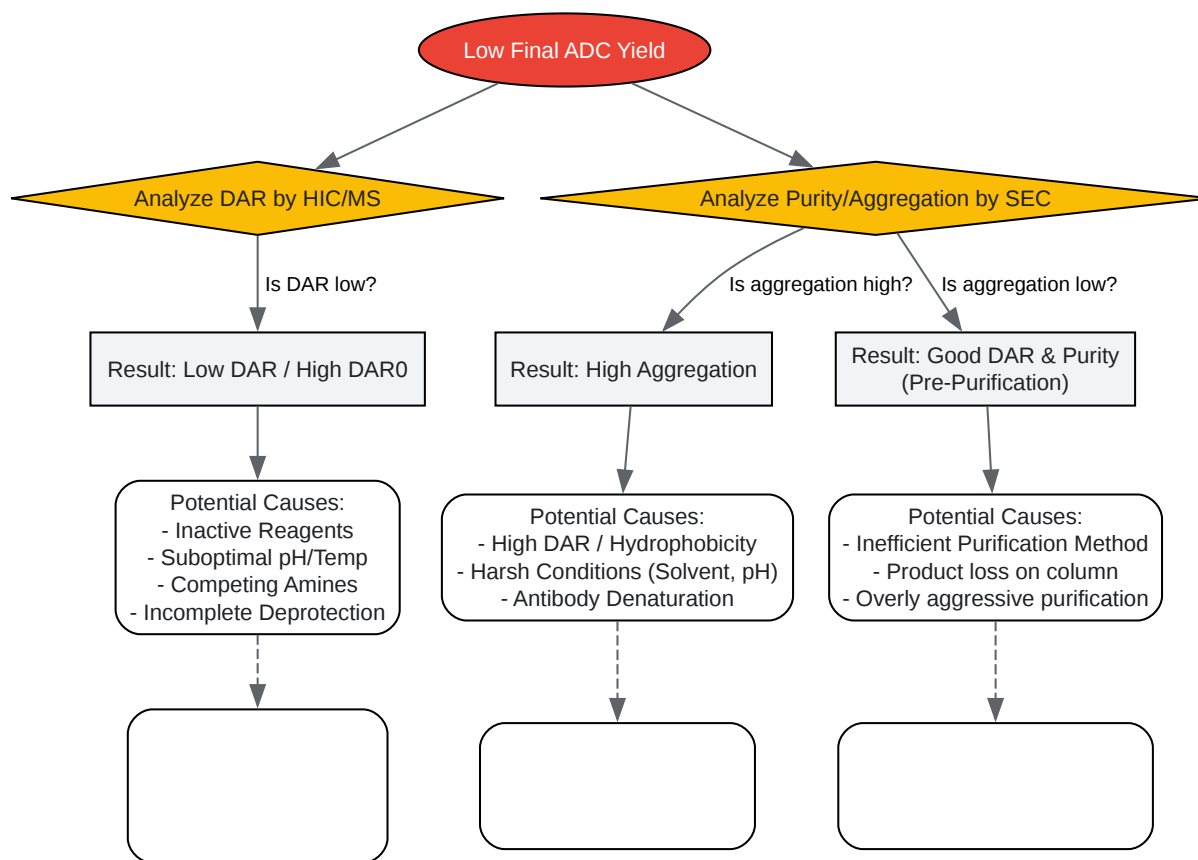 Low Final ADC Yield
Analyze DAR by HIC/MS
Analyze Purity/Aggregation by SEC
Is DAR low?
Is aggregation high?
Is aggregation low?
Result: Low DAR / High DAR0
Result: High Aggregation
Result: Good DAR & Purity
(Pre-Purification)
Potential Causes:
- Inactive Reagents
- Suboptimal pH/Temp
- Competing Amines
- Incomplete Deprotection
Potential Causes:
- High DAR / Hydrophobicity
- Harsh Conditions (Solvent, pH)
- Antibody Denaturation
Potential Causes:
- Inefficient Purification Method
- Product loss on column
- Overly aggressive purification